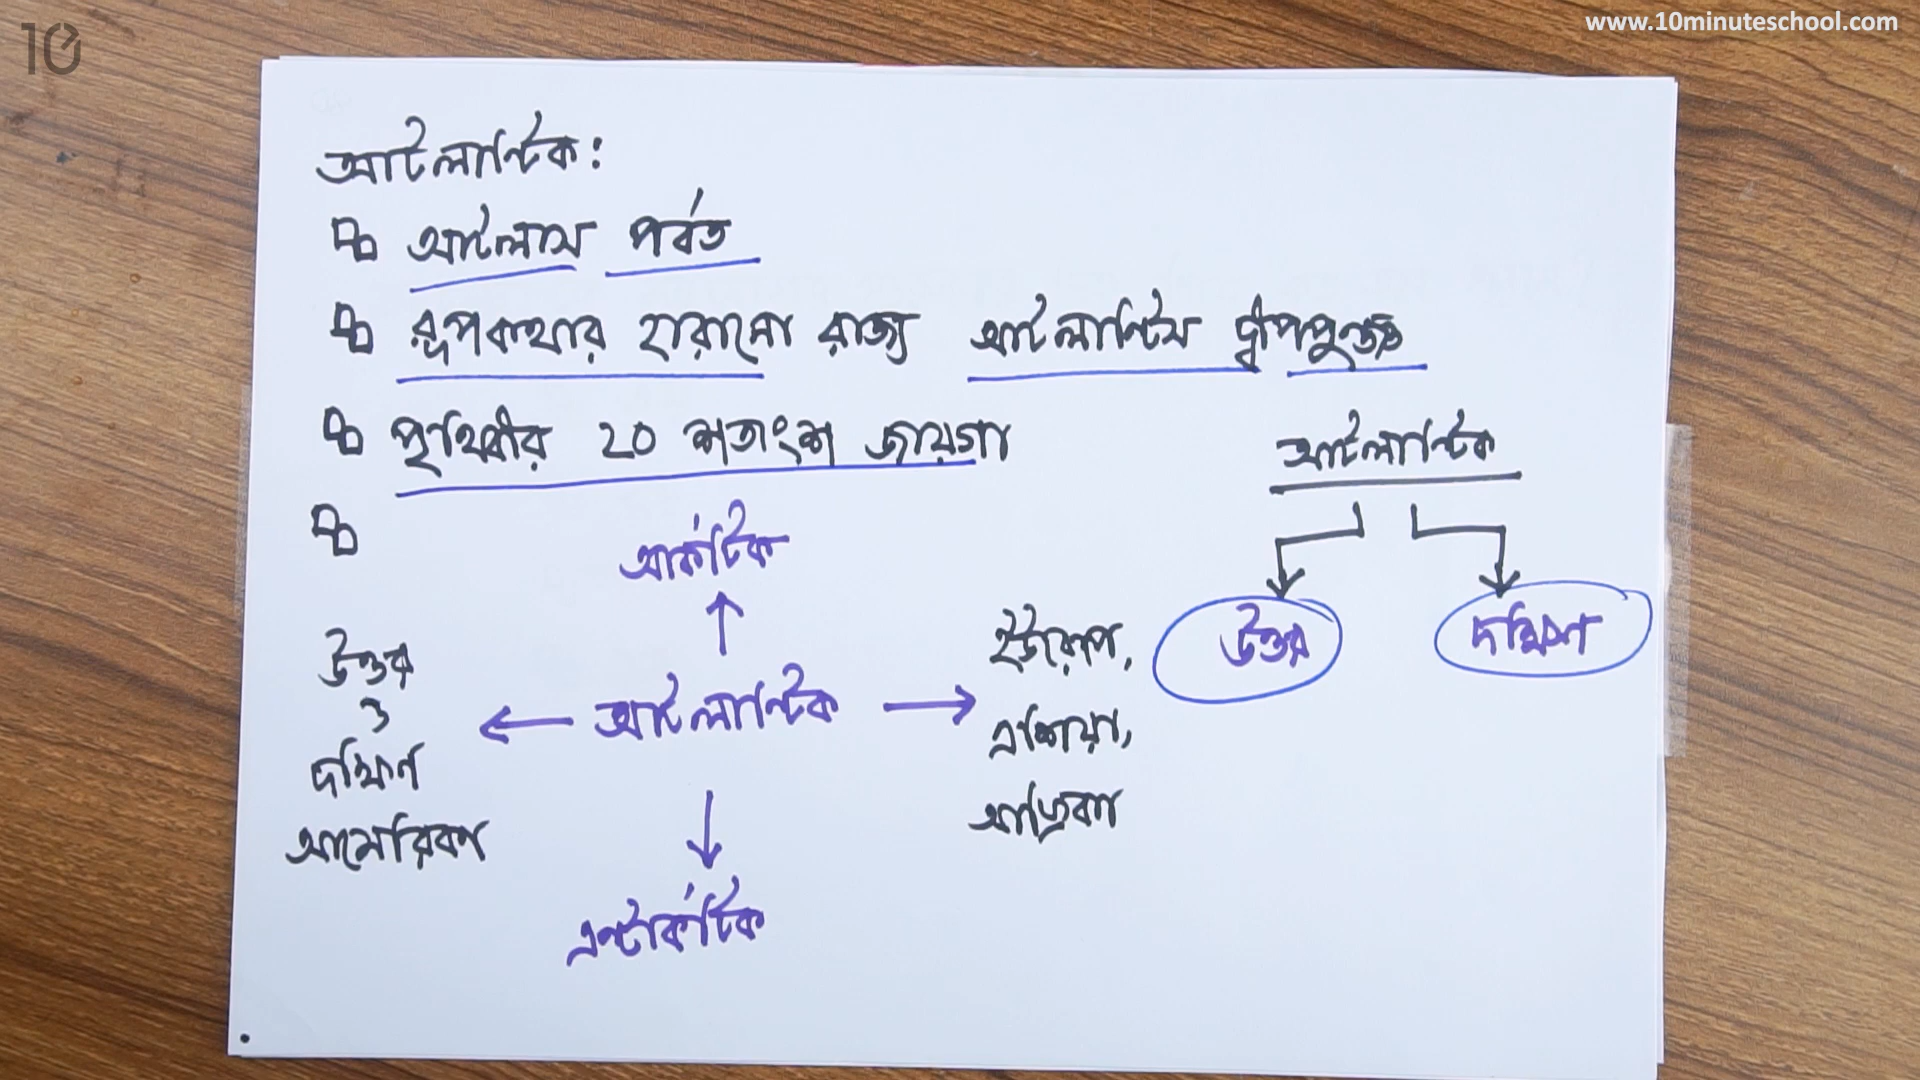 10
www.10minuteschool.com
আটলান্টিক:
আটলাস পর্বত
রূপকথার হারানো রাজ্য আটলান্টিস দ্বীপপুঞ্জ
পৃথিবীর ২০ শতাংশ জায়গা
আটলান্টিক
উত্তর দক্ষিণ
আর্কটিক
উত্তর
ও
দক্ষিণ
আমেরিকা
আটলান্টিক
ইউরোপ,
এশিয়া,
আফ্রিকা
এন্টার্কটিক